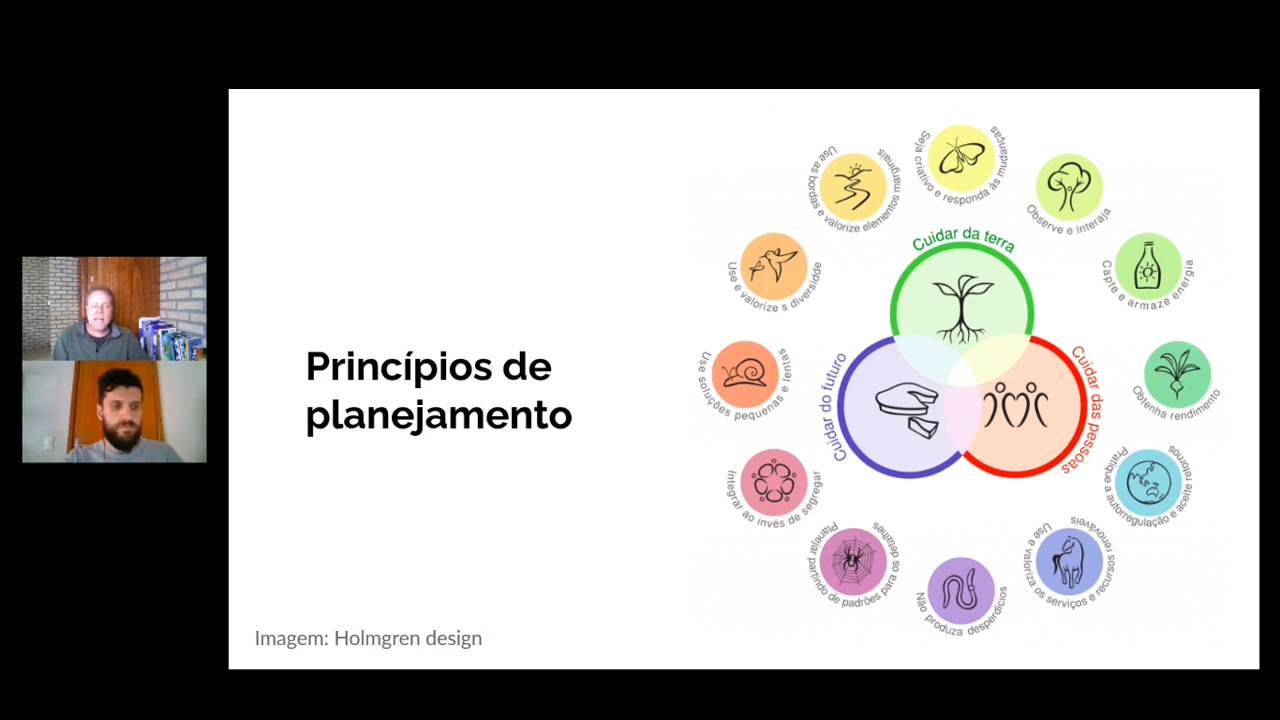 Princípios de
planejamento
Imagem: Holmgren design
Cuidar da terra
Cuidar das pessoas
Cuidar do futuro
Seja criativo e responda às mudanças
Observe e interaja
Capte e armaze energia
Obtenha rendimento
Pratique a autorregulação e aceite retornos
Use e valoriza os serviços e recursos renováveis
Não produza desperdícios
Planejar partindo de padrões para os detalhes
Integrar ao invés de segregar
Use soluções pequenas e lentas
Use e valorize s diversidde
Use as bordas e valorize elementos marginais